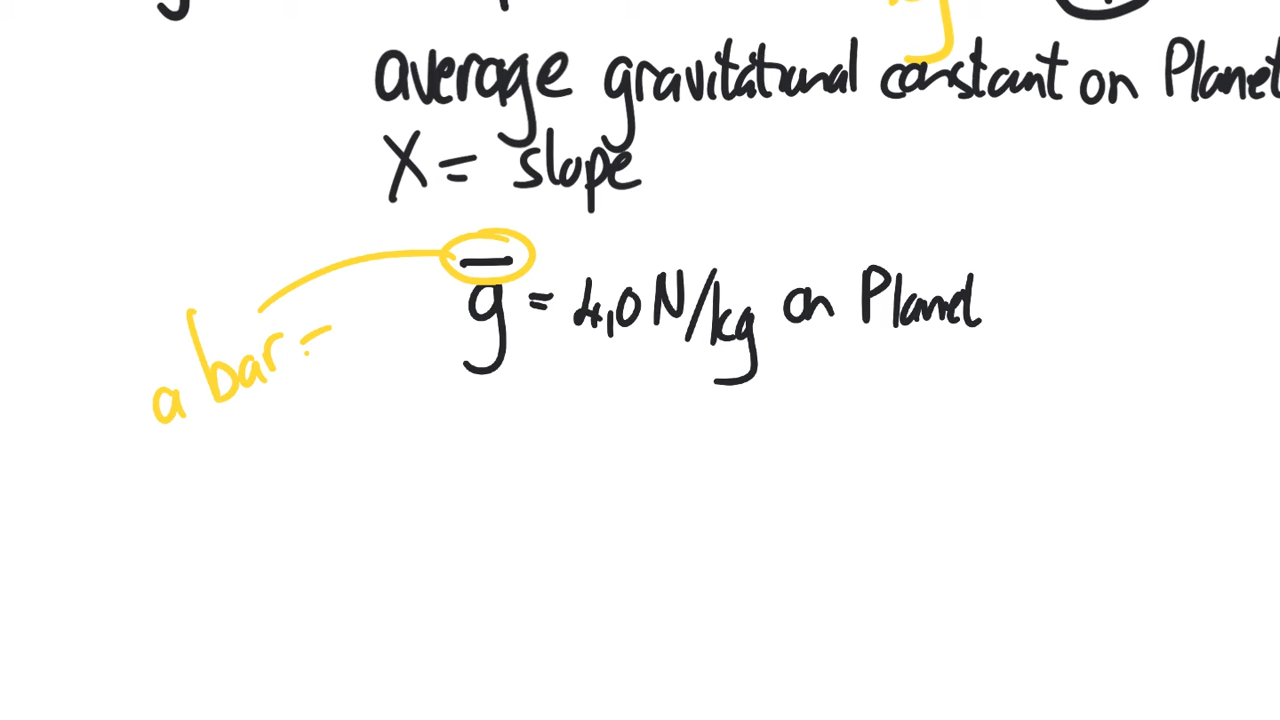 average gravitational constant on Planet
X = slope
g̅ = 4,0 N/kg on Planet
a bar =